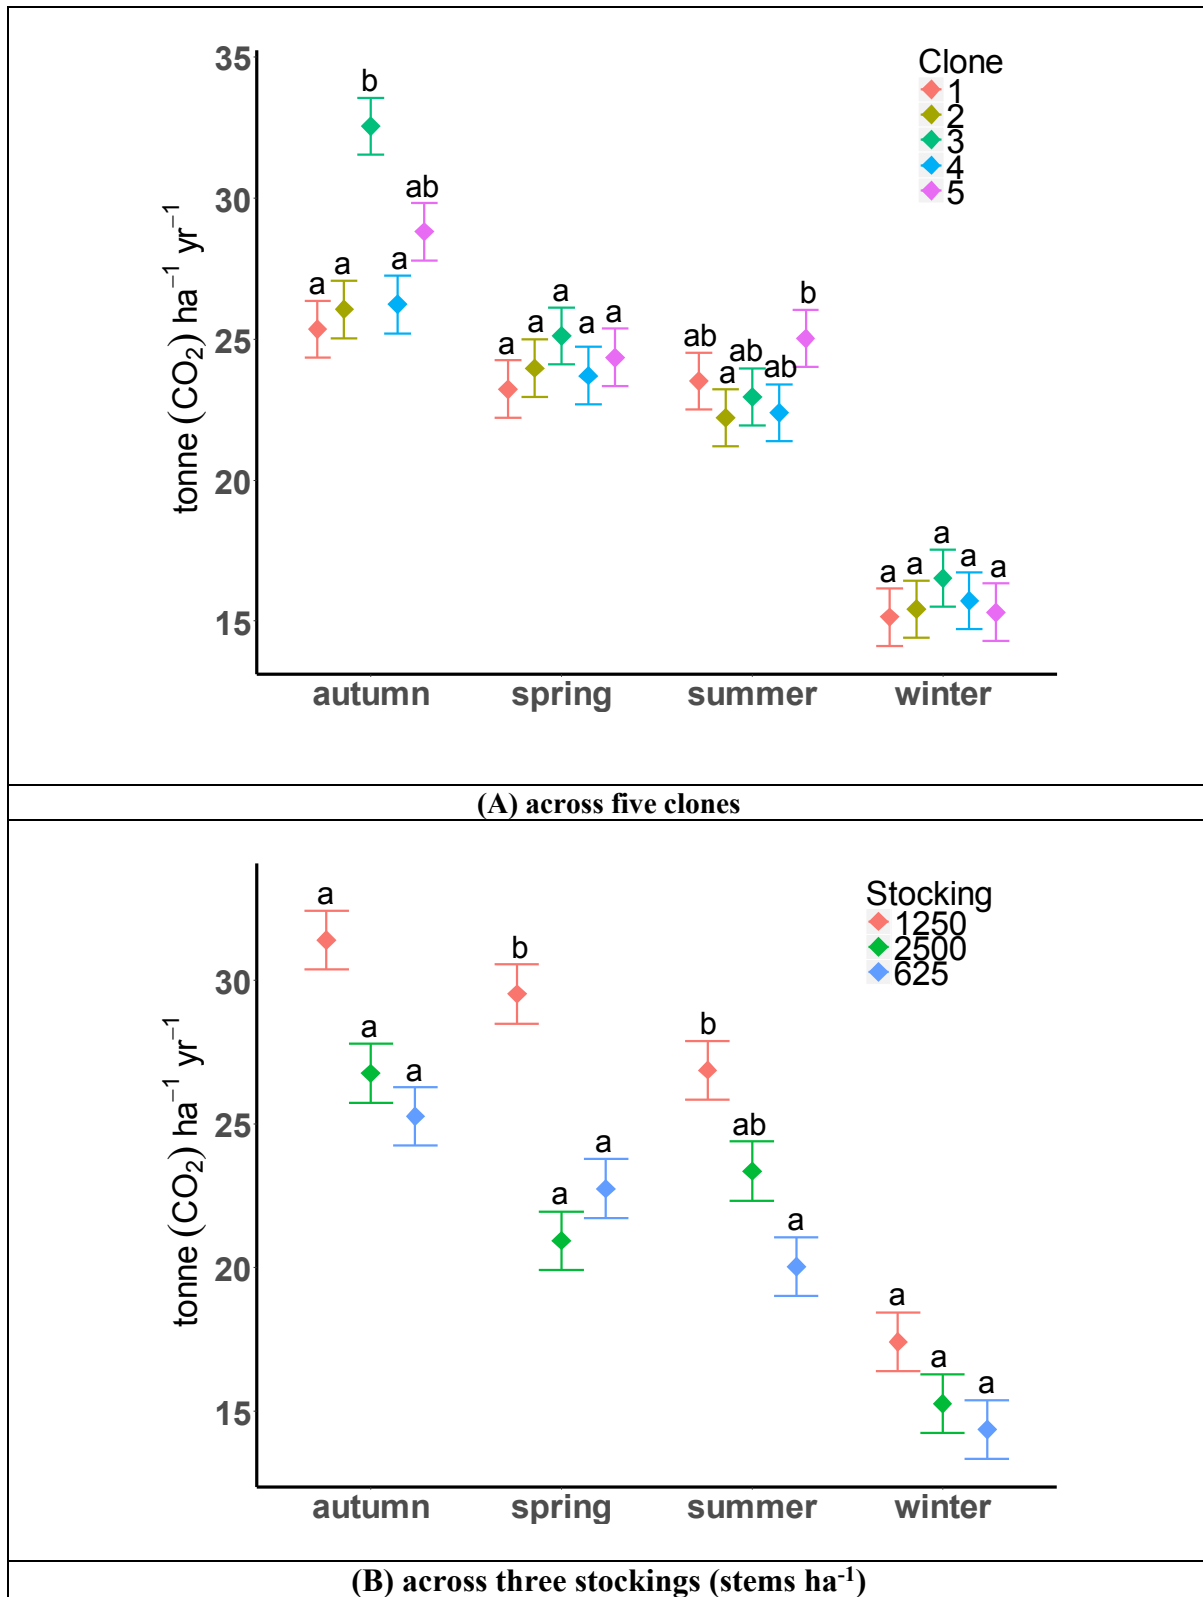 35
30
25
20
15
tonne (CO₂) ha⁻¹ yr⁻¹
Clone
1
2
3
4
5
a a b a ab
a a a a a
ab a ab ab b
a a a a a
autumn spring summer winter
(A) across five clones
30
25
20
15
tonne (CO₂) ha⁻¹ yr⁻¹
Stocking
1250
2500
625
a a a
b a a
b ab a
a a a
autumn spring summer winter
(B) across three stockings (stems ha⁻¹)